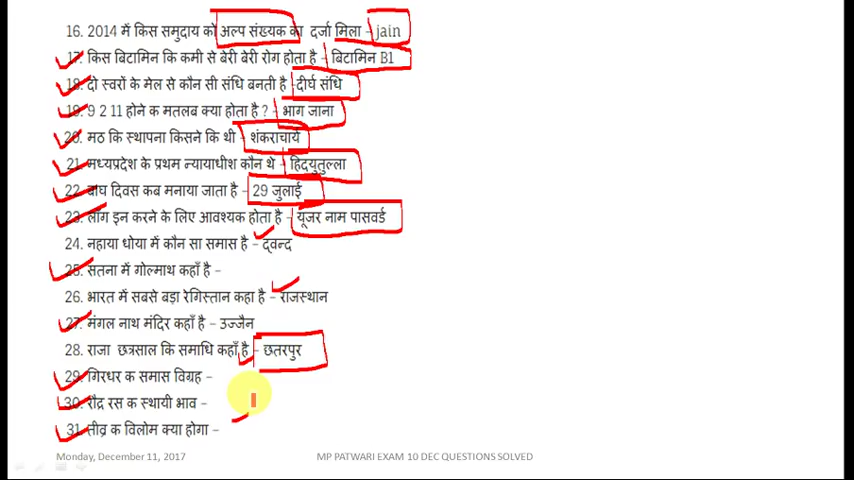 16. 2014 में किस समुदाय को अल्प संख्यक का दर्जा मिला – jain
17. किस बिटामिन कि कमी से बेरी बेरी रोग होता है – बिटामिन B1
18. दो स्वरों के मेल से कौन सी संधि बनती है -दीर्घ संधि
19. 9 2 11 होने क मतलब क्या होता है ? – भाग जाना
20. मठ कि स्थापना किसने कि थी – शंकराचार्य
21. मध्यप्रदेश के प्रथम न्यायाधीश कौन थे – हिद्युतुल्ला
22. बाघ दिवस कब मनाया जाता है – 29 जुलाई
23. लॉग इन करने के लिए आवश्यक होता है – यूजर नाम पासवर्ड
24. नहाया धोया में कौन सा समास है – द्वन्द
25. सतना में गोल्माथ कहाँ है –
26. भारत में सबसे बड़ा रेगिस्तान कहा है – राजस्थान
27. मंगल नाथ मंदिर कहाँ है – उज्जैन
28. राजा छत्रसाल कि समाधि कहाँ है – छतरपुर
29. गिरधर क समास विग्रह –
30. रौद्र रस क स्थायी भाव –
31. तीव्र क विलोम क्या होगा –
Monday, December 11, 2017 MP PATWARI EXAM 10 DEC QUESTIONS SOLVED